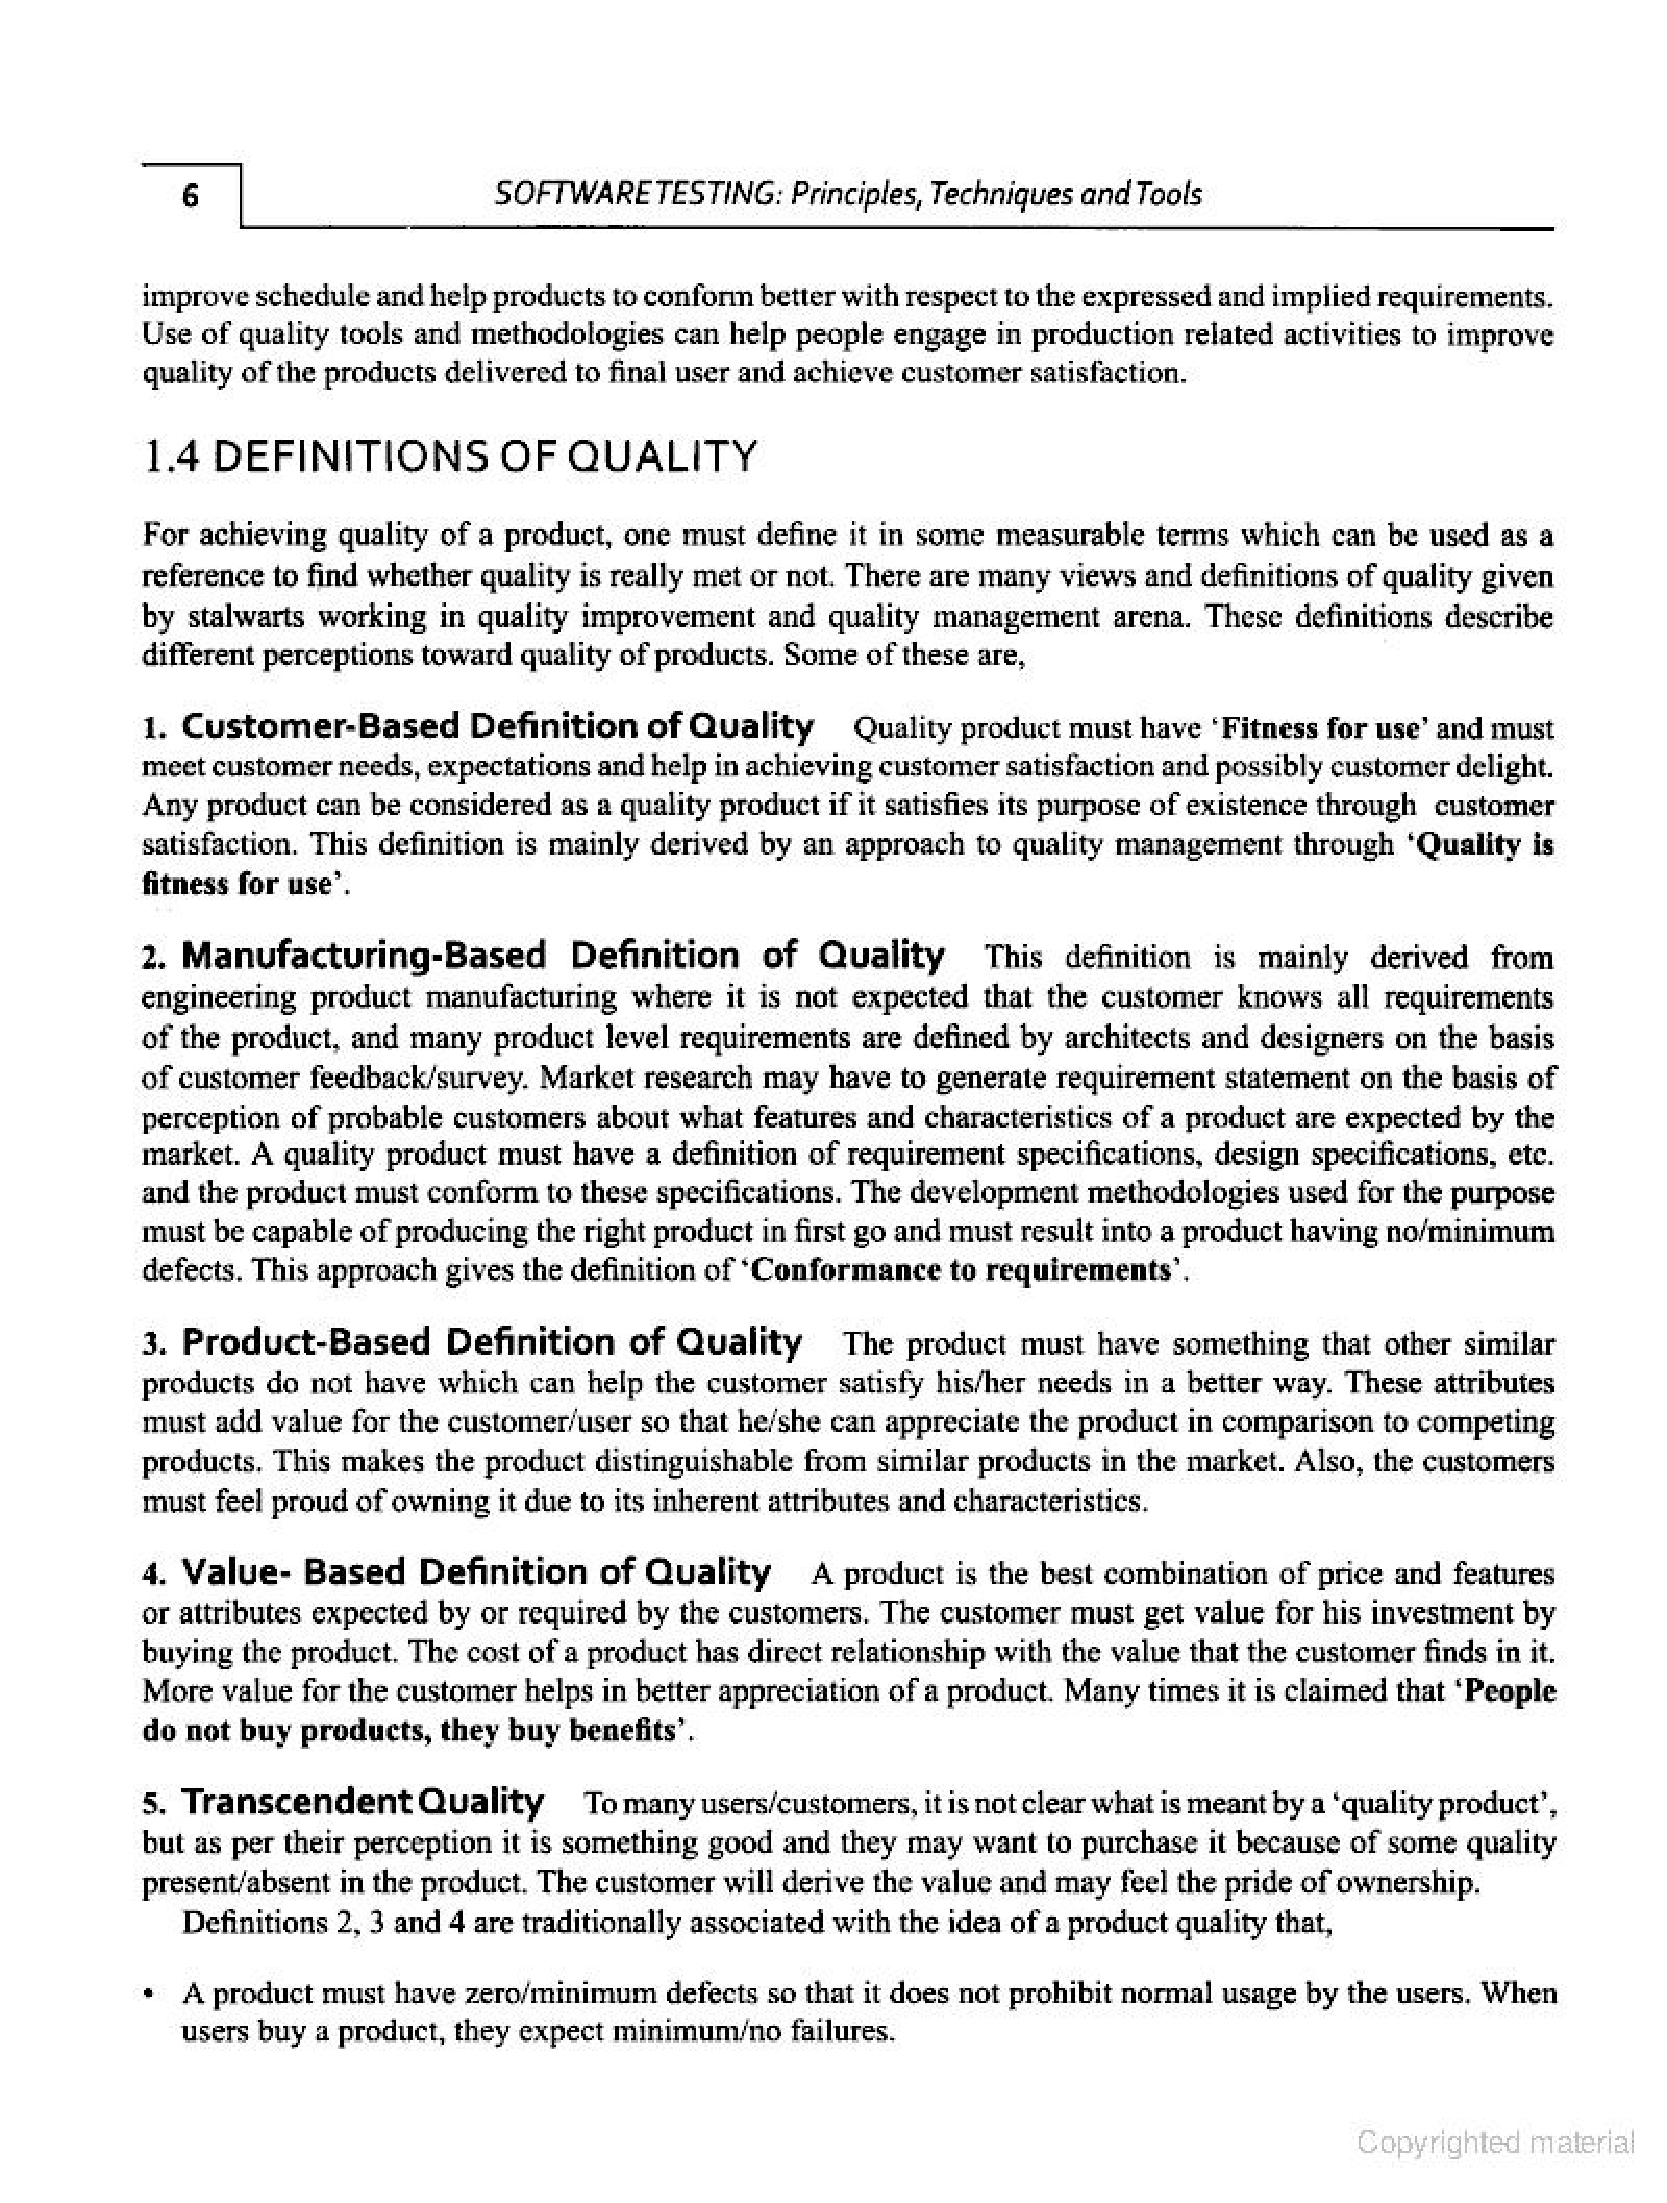 6
SOFTWARE TESTING: Principles, Techniques and Tools
improve schedule and help products to conform better with respect to the expressed and implied requirements.
Use of quality tools and methodologies can help people engage in production related activities to improve
quality of the products delivered to final user and achieve customer satisfaction.
1.4 DEFINITIONS OF QUALITY
For achieving quality of a product, one must define it in some measurable terms which can be used as a
reference to find whether quality is really met or not. There are many views and definitions of quality given
by stalwarts working in quality improvement and quality management arena. These definitions describe
different perceptions toward quality of products. Some of these are,
1. Customer-Based Definition of Quality Quality product must have ‘Fitness for use’ and must
meet customer needs, expectations and help in achieving customer satisfaction and possibly customer delight.
Any product can be considered as a quality product if it satisfies its purpose of existence through customer
satisfaction. This definition is mainly derived by an approach to quality management through ‘Quality is
fitness for use’.
2. Manufacturing-Based Definition of Quality This definition is mainly derived from
engineering product manufacturing where it is not expected that the customer knows all requirements
of the product, and many product level requirements are defined by architects and designers on the basis
of customer feedback/survey. Market research may have to generate requirement statement on the basis of
perception of probable customers about what features and characteristics of a product are expected by the
market. A quality product must have a definition of requirement specifications, design specifications, etc.
and the product must conform to these specifications. The development methodologies used for the purpose
must be capable of producing the right product in first go and must result into a product having no/minimum
defects. This approach gives the definition of ‘Conformance to requirements’.
3. Product-Based Definition of Quality The product must have something that other similar
products do not have which can help the customer satisfy his/her needs in a better way. These attributes
must add value for the customer/user so that he/she can appreciate the product in comparison to competing
products. This makes the product distinguishable from similar products in the market. Also, the customers
must feel proud of owning it due to its inherent attributes and characteristics.
4. Value- Based Definition of Quality A product is the best combination of price and features
or attributes expected by or required by the customers. The customer must get value for his investment by
buying the product. The cost of a product has direct relationship with the value that the customer finds in it.
More value for the customer helps in better appreciation of a product. Many times it is claimed that ‘People
do not buy products, they buy benefits’.
5. Transcendent Quality To many users/customers, it is not clear what is meant by a ‘quality product’,
but as per their perception it is something good and they may want to purchase it because of some quality
present/absent in the product. The customer will derive the value and may feel the pride of ownership.
Definitions 2, 3 and 4 are traditionally associated with the idea of a product quality that,
• A product must have zero/minimum defects so that it does not prohibit normal usage by the users. When
users buy a product, they expect minimum/no failures.
Copyrighted material